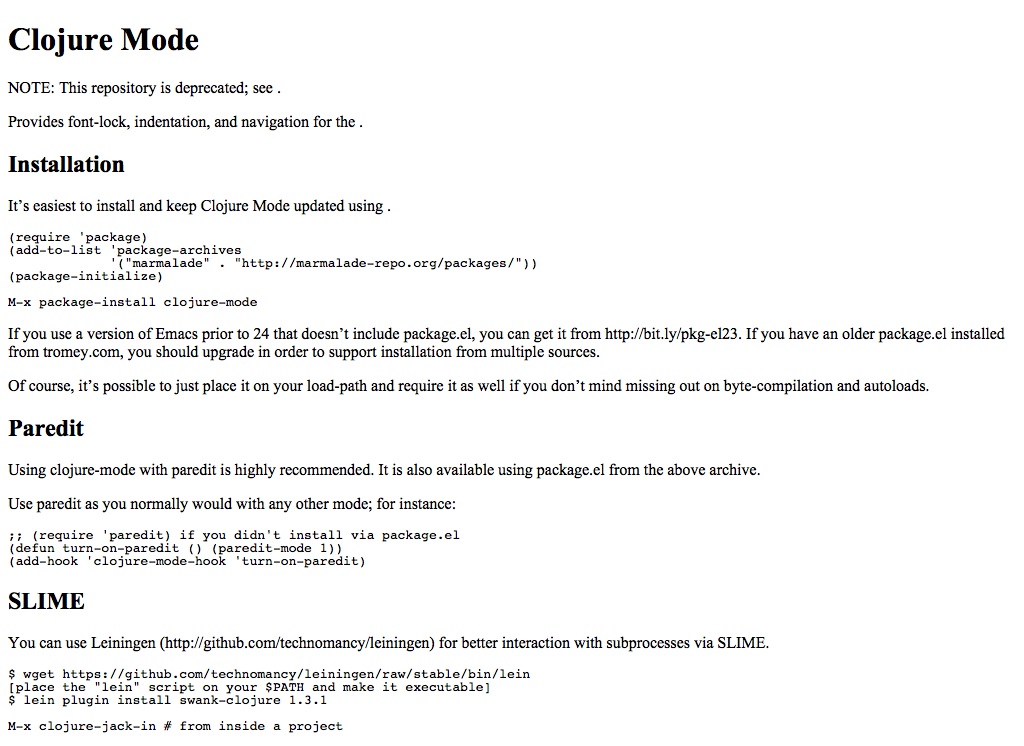 Clojure Mode
NOTE: This repository is deprecated; see .
Provides font-lock, indentation, and navigation for the .
Installation
It’s easiest to install and keep Clojure Mode updated using .
(require 'package)
(add-to-list 'package-archives
'("marmalade" . "http://marmalade-repo.org/packages/"))
(package-initialize)
M-x package-install clojure-mode
If you use a version of Emacs prior to 24 that doesn’t include package.el, you can get it from http://bit.ly/pkg-el23. If you have an older package.el installed
from tromey.com, you should upgrade in order to support installation from multiple sources.
Of course, it’s possible to just place it on your load-path and require it as well if you don’t mind missing out on byte-compilation and autoloads.
Paredit
Using clojure-mode with paredit is highly recommended. It is also available using package.el from the above archive.
Use paredit as you normally would with any other mode; for instance:
;; (require 'paredit) if you didn't install via package.el
(defun turn-on-paredit () (paredit-mode 1))
(add-hook 'clojure-mode-hook 'turn-on-paredit)
SLIME
You can use Leiningen (http://github.com/technomancy/leiningen) for better interaction with subprocesses via SLIME.
$ wget https://github.com/technomancy/leiningen/raw/stable/bin/lein
[place the "lein" script on your $PATH and make it executable]
$ lein plugin install swank-clojure 1.3.1
M-x clojure-jack-in # from inside a project